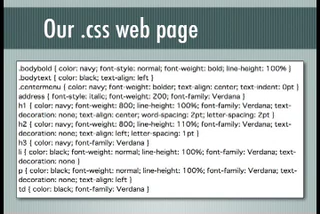 Our .css web page
.bodybold { color: navy; font-style: normal; font-weight: bold; line-height: 100% }
.bodytext { color: black; text-align: left }
.centermenu { color: navy; font-weight: bolder; text-align: center; text-indent: 0pt }
address { font-style: italic; font-weight: 200; font-family: Verdana }
h1 { color: navy; font-weight: 800; line-height: 100%; font-family: Verdana; text-
decoration: none; text-align: center; word-spacing: 2pt; letter-spacing: 2pt }
h2 { color: navy; font-weight: 800; line-height: 110%; font-family: Verdana; text-
decoration: none; text-align: left; letter-spacing: 1pt }
h3 { color: navy; font-family: Verdana }
li { color: black; font-weight: normal; line-height: 100%; font-family: Verdana; text-
decoration: none }
p { color: black; font-weight: normal; line-height: 100%; font-family: Verdana; text-
decoration: none; text-align: left }
td { color: black; font-family: Verdana }